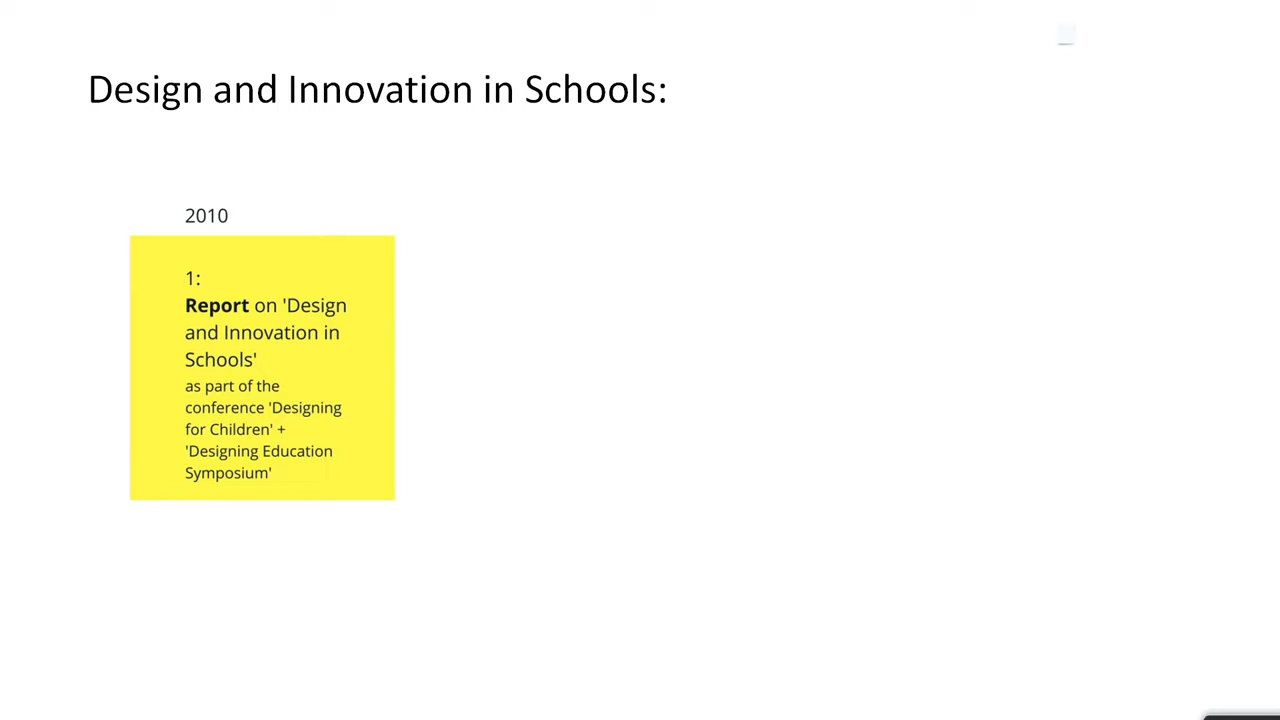 Design and Innovation in Schools:
2010
1:
Report on 'Design
and Innovation in
Schools'
as part of the
conference 'Designing
for Children' +
'Designing Education
Symposium'